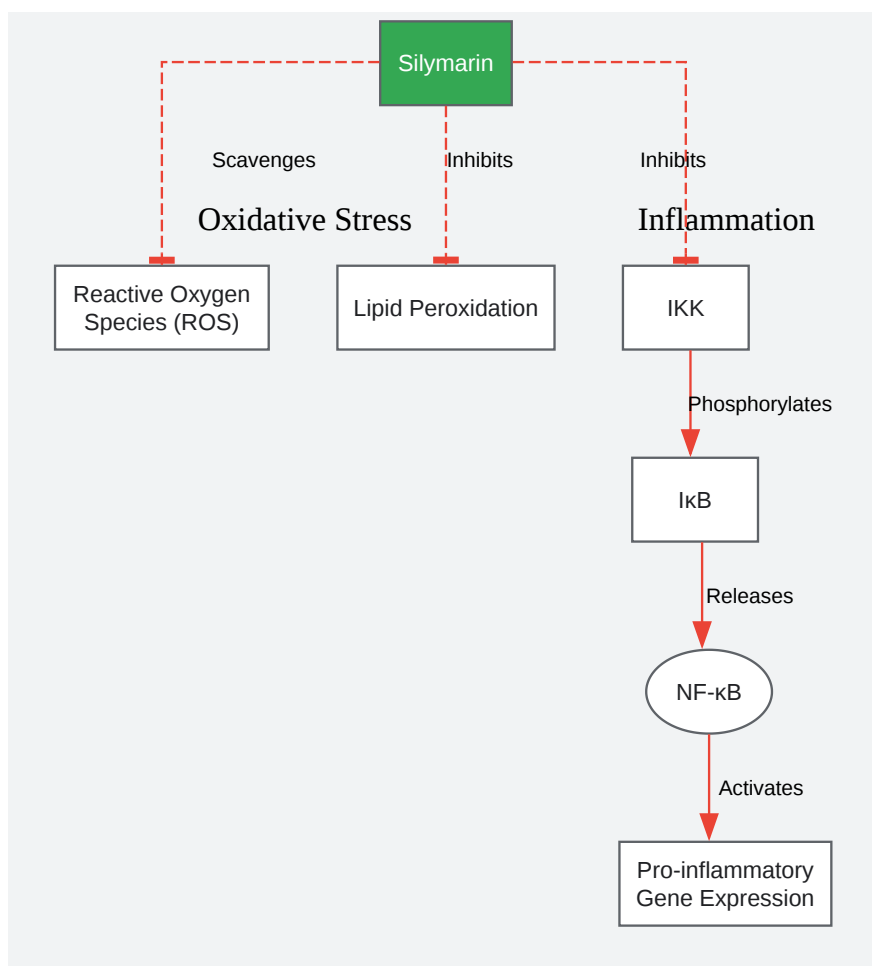 Silymarin
Scavenges
Inhibits
Inhibits
Oxidative Stress
Inflammation
Reactive Oxygen
Species (ROS)
Lipid Peroxidation
IKK
Phosphorylates
IκB
Releases
NF-κB
Activates
Pro-inflammatory
Gene Expression